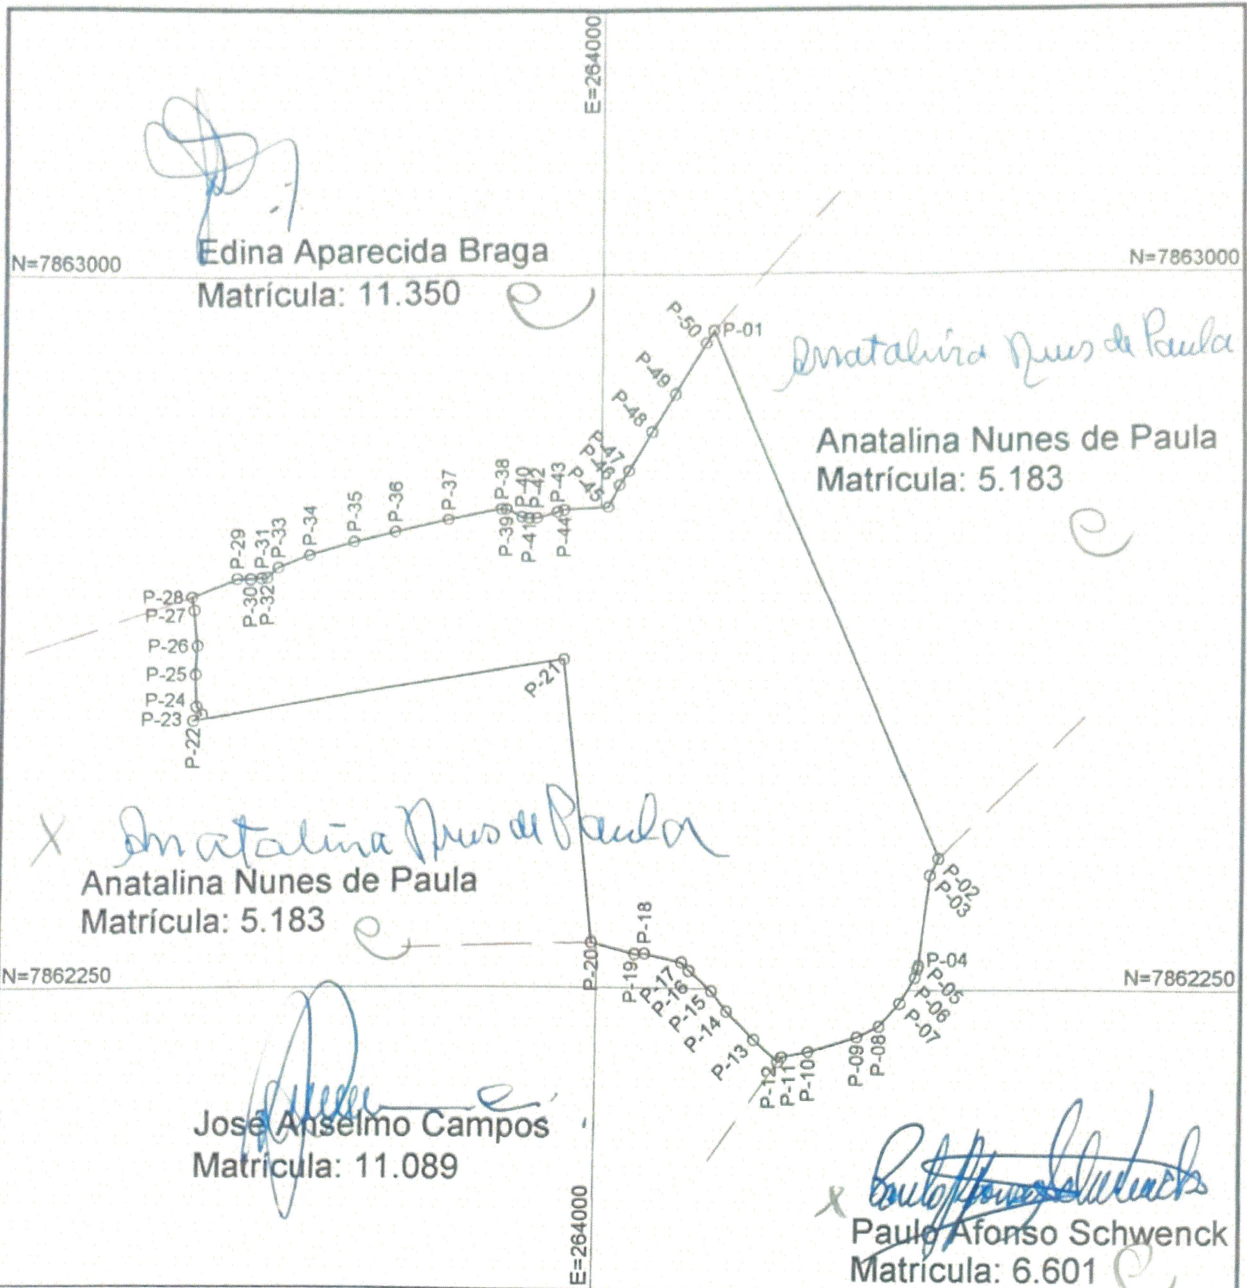 E=264000
Edina Aparecida Braga
N=7863000
N=7863000
Matrícula: 11.350
P-50
P-01
Anatalina Nunes de Paula
P-49
P-48
Anatalina Nunes de Paula
Matrícula: 5.183
P-47
P-46
P-45
P-43
P-44
P-42
P-41
P-40
P-39
P-38
P-37
P-36
P-35
P-34
P-33
P-32
P-31
P-30
P-29
P-28
P-27
P-26
P-25
P-24
P-23
P-22
P-21
X Anatalina Nunes de Paula
Anatalina Nunes de Paula
Matrícula: 5.183
P-02
P-03
P-18
P-20
P-19
P-04
N=7862250
N=7862250
P-17
P-16
P-15
P-14
P-13
P-12
P-11
P-10
P-09
P-08
P-07
P-06
P-05
José Anselmo Campos
Matrícula: 11.089
E=264000
X
Paulo Afonso Schwenck
Matrícula: 6.601